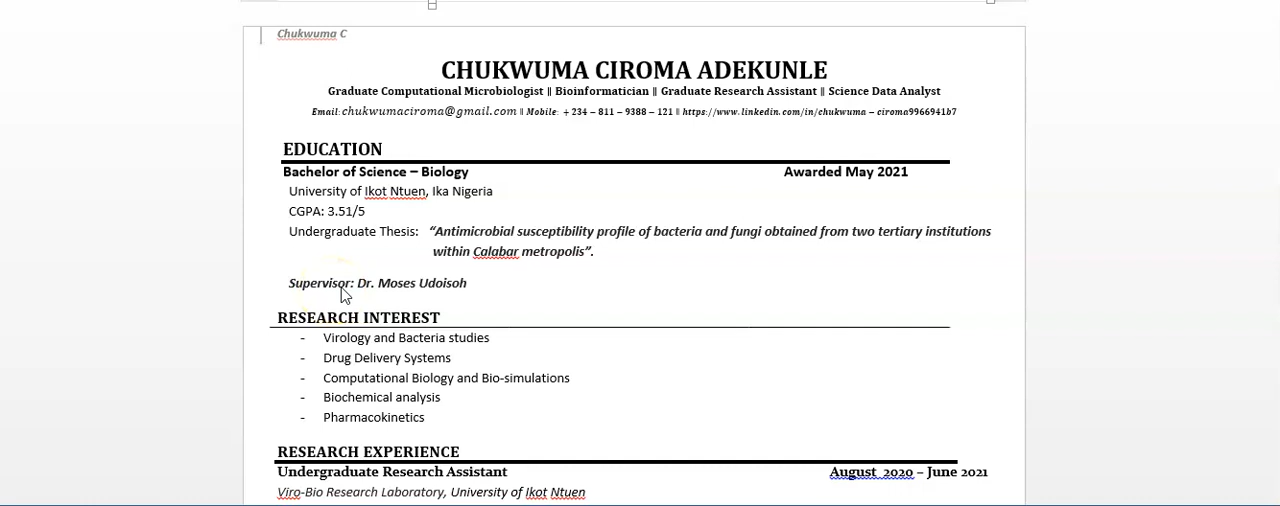 Chukwuma C
CHUKWUMA CIROMA ADEKUNLE
Graduate Computational Microbiologist || Bioinformatician || Graduate Research Assistant || Science Data Analyst
Email: chukwumaciroma@gmail.com || Mobile: + 234 – 811 – 9388 – 121 || https://www.linkedin.com/in/chukwuma – ciroma9966941b7
EDUCATION
Bachelor of Science – Biology Awarded May 2021
University of Ikot Ntuen, Ika Nigeria
CGPA: 3.51/5
Undergraduate Thesis: “Antimicrobial susceptibility profile of bacteria and fungi obtained from two tertiary institutions
within Calabar metropolis”.
Supervisor: Dr. Moses Udoisoh
RESEARCH INTEREST
- Virology and Bacteria studies
- Drug Delivery Systems
- Computational Biology and Bio-simulations
- Biochemical analysis
- Pharmacokinetics
RESEARCH EXPERIENCE
Undergraduate Research Assistant August 2020 – June 2021
Viro-Bio Research Laboratory, University of Ikot Ntuen